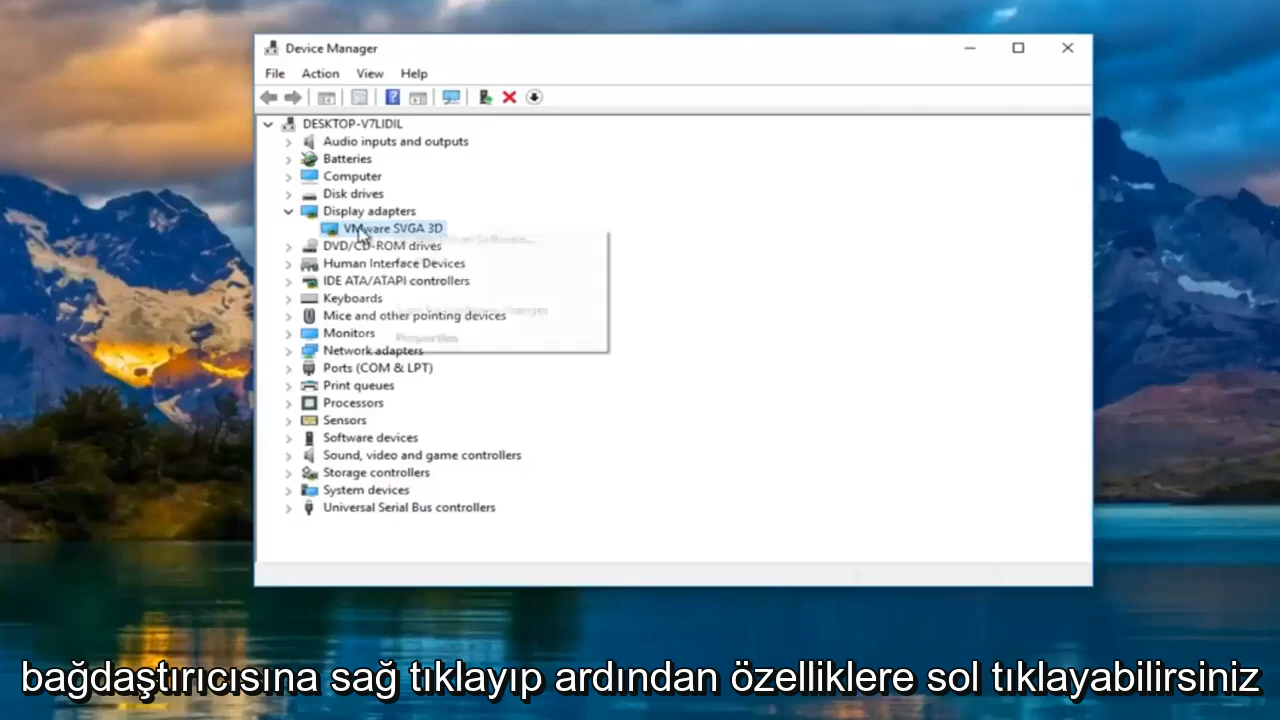 Device Manager
File Action View Help
DESKTOP-V7LIDIL
Audio inputs and outputs
Batteries
Computer
Disk drives
Display adapters
VMware SVGA 3D
DVD/CD-ROM drives
Human Interface Devices
IDE ATA/ATAPI controllers
Keyboards
Mice and other pointing devices
Monitors
Properties
Network adapters
Ports (COM & LPT)
Print queues
Processors
Sensors
Software devices
Sound, video and game controllers
Storage controllers
System devices
Universal Serial Bus controllers
bağdaştırıcısına sağ tıklayıp ardından özelliklere sol tıklayabilirsiniz